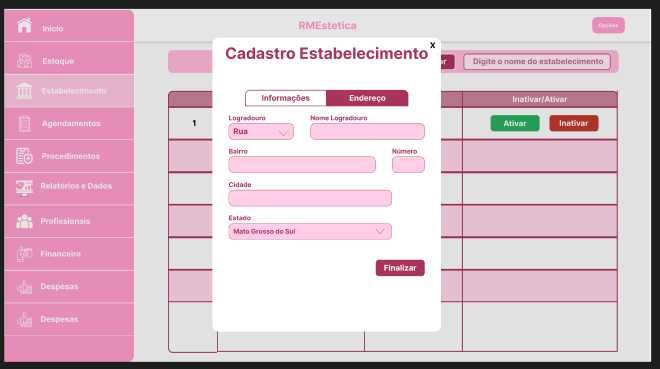 RMEstetica
Opções
Inicio
Estoque
Estabelecimento
Agendamentos
Procedimentos
Relatórios e Dados
Profissionais
Financeiro
Despesas
Despesas
Digite o nome do estabelecimento
Inativar/Ativar
1
Ativar
Inativar
X
Cadastro Estabelecimento
Informações
Endereço
Logradouro
Nome Logradouro
Rua
Bairro
Número
Cidade
Estado
Mato Grosso do Sul
Finalizar